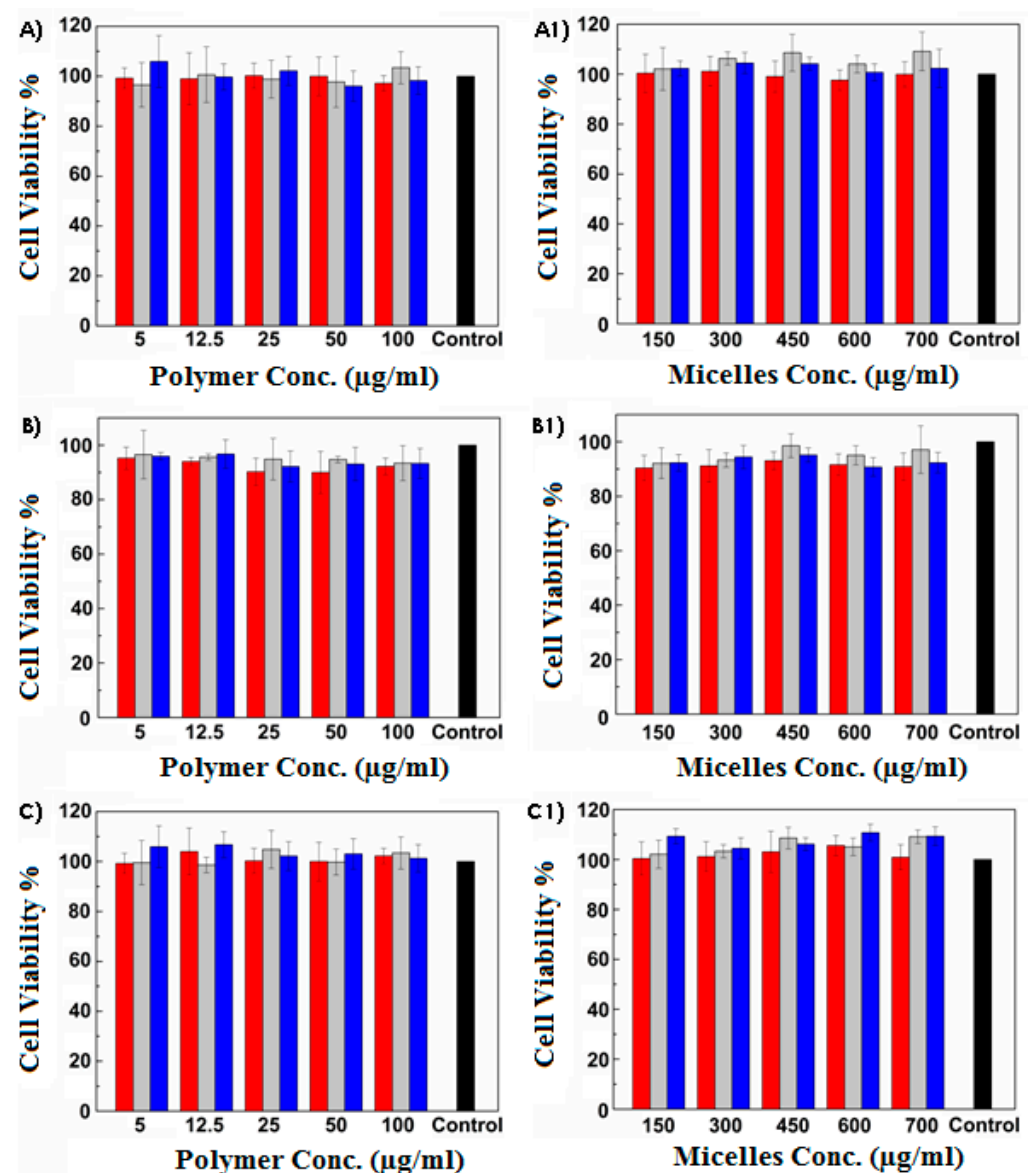 A)
120
100
80
60
40
20
0
Cell Viability %
5 12.5 25 50 100 Control
Polymer Conc. (µg/ml)
A1)
120
100
80
60
40
20
0
Cell Viability %
150 300 450 600 700 Control
Micelles Conc. (µg/ml)
B)
100
80
60
40
20
0
Cell Viability %
5 12.5 25 50 100 Control
Polymer Conc. (µg/ml)
B1)
100
80
60
40
20
0
Cell Viability %
150 300 450 600 700 Control
Micelles Conc. (µg/ml)
C)
120
100
80
60
40
20
0
Cell Viability %
5 12.5 25 50 100 Control
Polymer Conc. (µg/ml)
C1)
120
100
80
60
40
20
0
Cell Viability %
150 300 450 600 700 Control
Micelles Conc. (µg/ml)